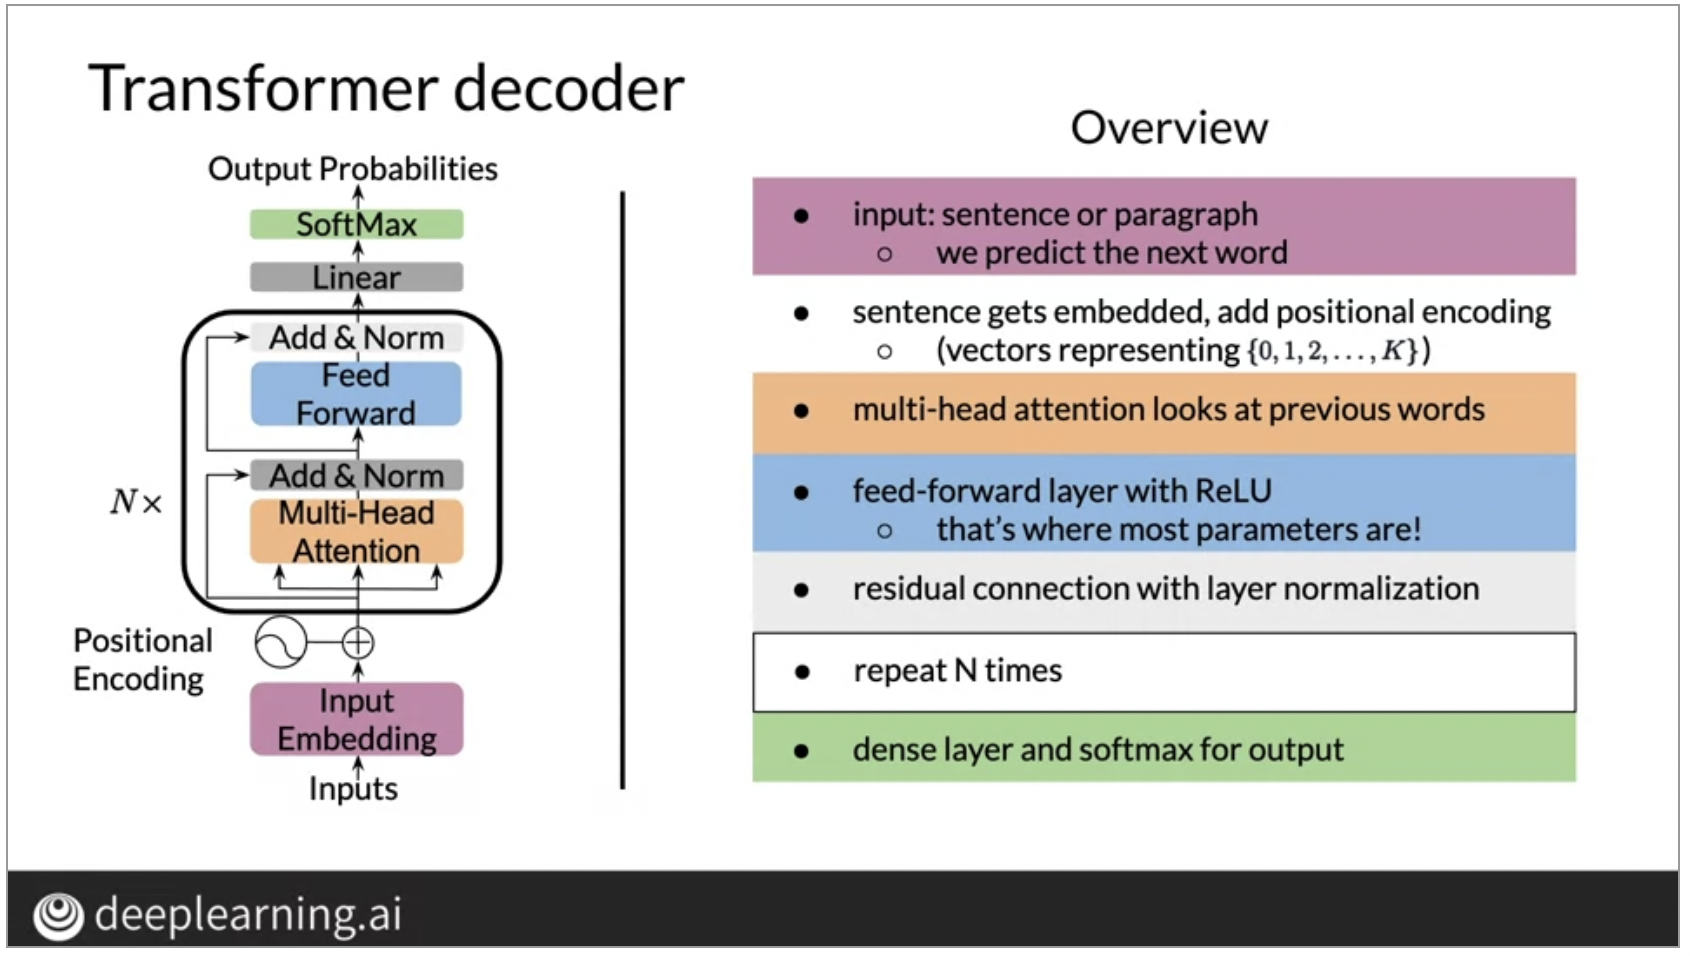 Transformer decoder
Output Probabilities
SoftMax
Linear
Add & Norm
Feed
Forward
Add & Norm
Multi-Head
Attention
N×
Positional
Encoding
Input
Embedding
Inputs
Overview
● input: sentence or paragraph
○ we predict the next word
● sentence gets embedded, add positional encoding
○ (vectors representing {0, 1, 2, . . . , K})
● multi-head attention looks at previous words
● feed-forward layer with ReLU
○ that's where most parameters are!
● residual connection with layer normalization
● repeat N times
● dense layer and softmax for output
deeplearning.ai